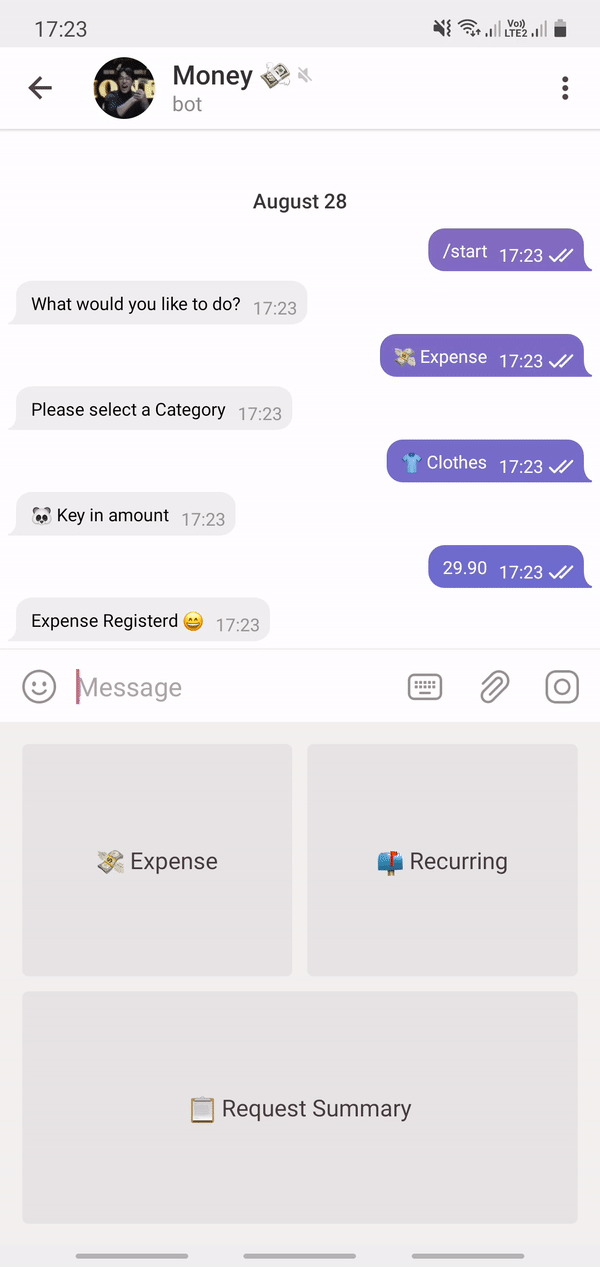 17:23
Vo)) LTE2
Money 💸
bot
August 28
/start 17:23
What would you like to do? 17:23
💸 Expense 17:23
Please select a Category 17:23
👕 Clothes 17:23
🐼 Key in amount 17:23
29.90 17:23
Expense Registerd 😄 17:23
Message
💸 Expense
📫 Recurring
📋 Request Summary